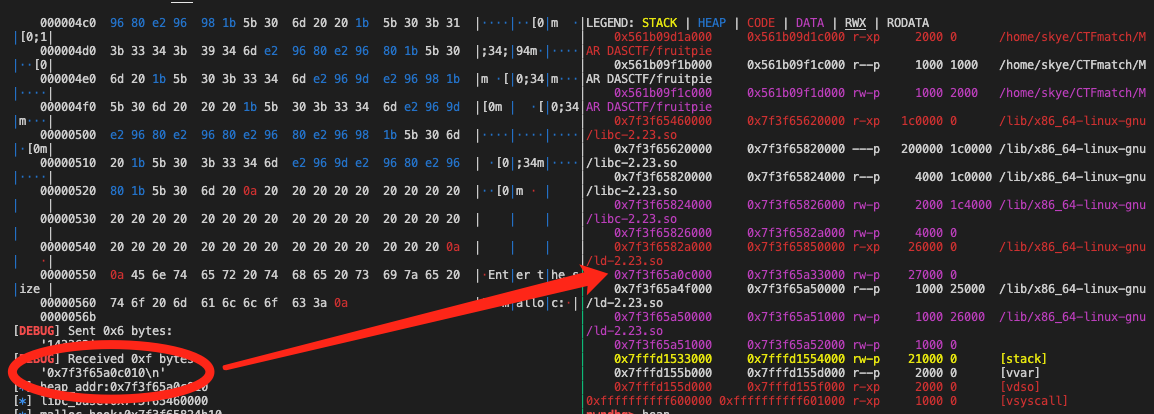 000004c0  96 80 e2 96  98 1b 5b 30  6d 20 20 1b  5b 30 3b 31  |····|··[0|m  ·
|[0;1|
000004d0  3b 33 34 3b  39 34 6d e2  96 80 e2 96  80 1b 5b 30  |;34;|94m·|····
|··[0|
000004e0  6d 20 1b 5b  30 3b 33 34  6d e2 96 9d  e2 96 98 1b  |m ·[|0;34|m···
|····|
000004f0  5b 30 6d 20  20 20 1b 5b  30 3b 33 34  6d e2 96 9d  |[0m |  ·[|0;34
m···|
00000500  e2 96 80 e2  96 80 e2 96  80 e2 96 98  1b 5b 30 6d  |····|····|····
|·[0m|
00000510  20 1b 5b 30  3b 33 34 6d  e2 96 9d e2  96 80 e2 96  | ·[0|;34m|····
|····|
00000520  80 1b 5b 30  6d 20 0a 20  20 20 20 20  20 20 20 20  |··[0|m ·
|    |
00000530  20 20 20 20  20 20 20 20  20 20 20 20  20 20 20 20  |    |    |
|    |
00000540  20 20 20 20  20 20 20 20  20 20 20 20  20 20 20 0a  |    |    |
|   ·|
00000550  0a 45 6e 74  65 72 20 74  68 65 20 73  69 7a 65 20  |·Ent|er t|he s
|ize |
00000560  74 6f 20 6d  61 6c 6c 6f  63 3a 0a  alloc:·|
0000056b
[DEBUG] Sent 0x6 bytes:
[DEBUG] Received 0xf bytes
'0x7f3f65a0c010\n'
heap_addr:0x7f3f65a0c010
[*] libc_base:0x7f3f65460000
[*] malloc_hook:0x7f3f65824b10
LEGEND: STACK | HEAP | CODE | DATA | RWX | RODATA
0x561b09d1a000     0x561b09d1c000 r-xp     2000 0      /home/skye/CTFmatch/M
AR DASCTF/fruitpie
0x561b09f1b000     0x561b09f1c000 r--p     1000 1000   /home/skye/CTFmatch/M
AR DASCTF/fruitpie
0x561b09f1c000     0x561b09f1d000 rw-p     1000 2000   /home/skye/CTFmatch/M
AR DASCTF/fruitpie
0x7f3f65460000     0x7f3f65620000 r-xp   1c0000 0      /lib/x86_64-linux-gnu
/libc-2.23.so
0x7f3f65620000     0x7f3f65820000 ---p   200000 1c0000 /lib/x86_64-linux-gnu
/libc-2.23.so
0x7f3f65820000     0x7f3f65824000 r--p     4000 1c0000 /lib/x86_64-linux-gnu
/libc-2.23.so
0x7f3f65824000     0x7f3f65826000 rw-p     2000 1c4000 /lib/x86_64-linux-gnu
/libc-2.23.so
0x7f3f65826000     0x7f3f6582a000 rw-p     4000 0
0x7f3f6582a000     0x7f3f65850000 r-xp    26000 0      /lib/x86_64-linux-gnu
/ld-2.23.so
0x7f3f65a0c000     0x7f3f65a33000 rw-p    27000 0
0x7f3f65a4f000     0x7f3f65a50000 r--p     1000 25000  /lib/x86_64-linux-gnu
/ld-2.23.so
0x7f3f65a50000     0x7f3f65a51000 rw-p     1000 26000  /lib/x86_64-linux-gnu
/ld-2.23.so
0x7f3f65a51000     0x7f3f65a52000 rw-p     1000 0
0x7fffd1533000     0x7fffd1554000 rw-p    21000 0      [stack]
0x7fffd155b000     0x7fffd155d000 r--p     2000 0      [vvar]
0x7fffd155d000     0x7fffd155f000 r-xp     2000 0      [vdso]
0xffffffffff600000 0xffffffffff601000 r-xp     1000 0      [vsyscall]
pwndbg> heap